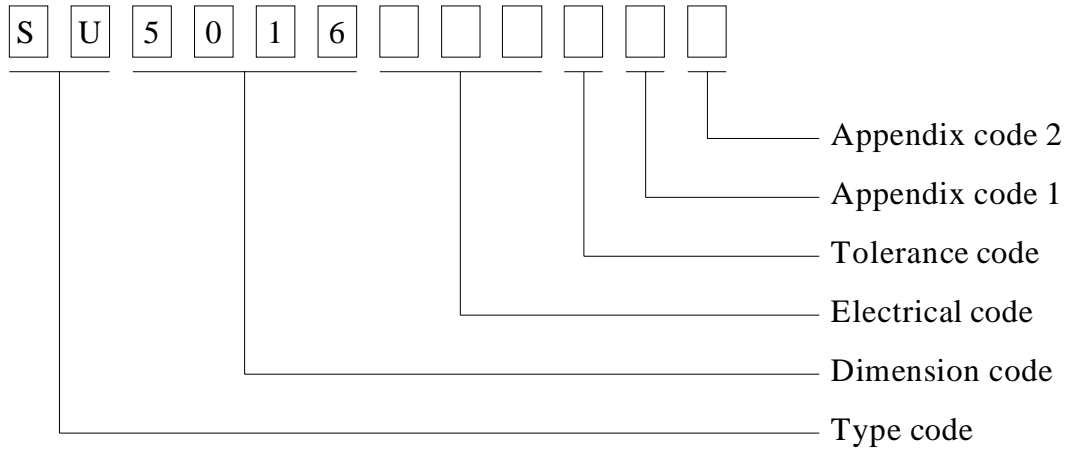 S U 5 0 1 6
Appendix code 2
Appendix code 1
Tolerance code
Electrical code
Dimension code
Type code